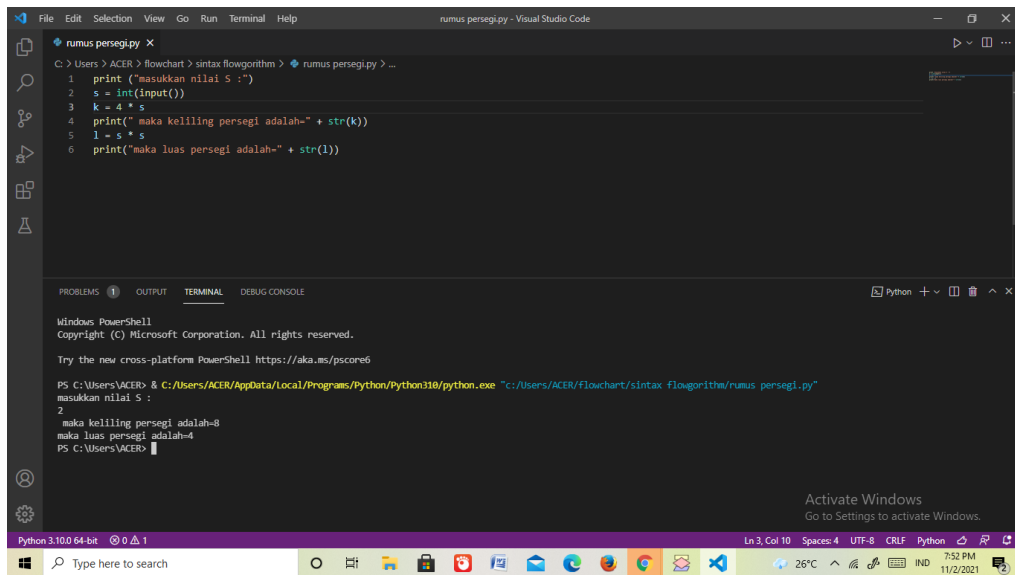 File Edit Selection View Go Run Terminal Help rumus persegi.py - Visual Studio Code
rumus persegi.py
C: > Users > ACER > flowchart > sintax flowgorithm > rumus persegi.py > ...
1 print ("masukkan nilai S :")
2 s = int(input())
3 k = 4 * s
4 print(" maka keliling persegi adalah=" + str(k))
5 l = s * s
6 print("maka luas persegi adalah=" + str(l))
PROBLEMS 1 OUTPUT TERMINAL DEBUG CONSOLE Python
Windows PowerShell
Copyright (C) Microsoft Corporation. All rights reserved.
Try the new cross-platform PowerShell https://aka.ms/pscore6
PS C:\Users\ACER> & C:/Users/ACER/AppData/Local/Programs/Python/Python310/python.exe "c:/Users/ACER/flowchart/sintax flowgorithm/rumus persegi.py"
masukkan nilai S :
2
 maka keliling persegi adalah=8
maka luas persegi adalah=4
PS C:\Users\ACER>
Activate Windows
Go to Settings to activate Windows.
Python 3.10.0 64-bit 0 1 Ln 3, Col 10 Spaces: 4 UTF-8 CRLF Python
Type here to search 26°C IND 7:52 PM
11/2/2021 2